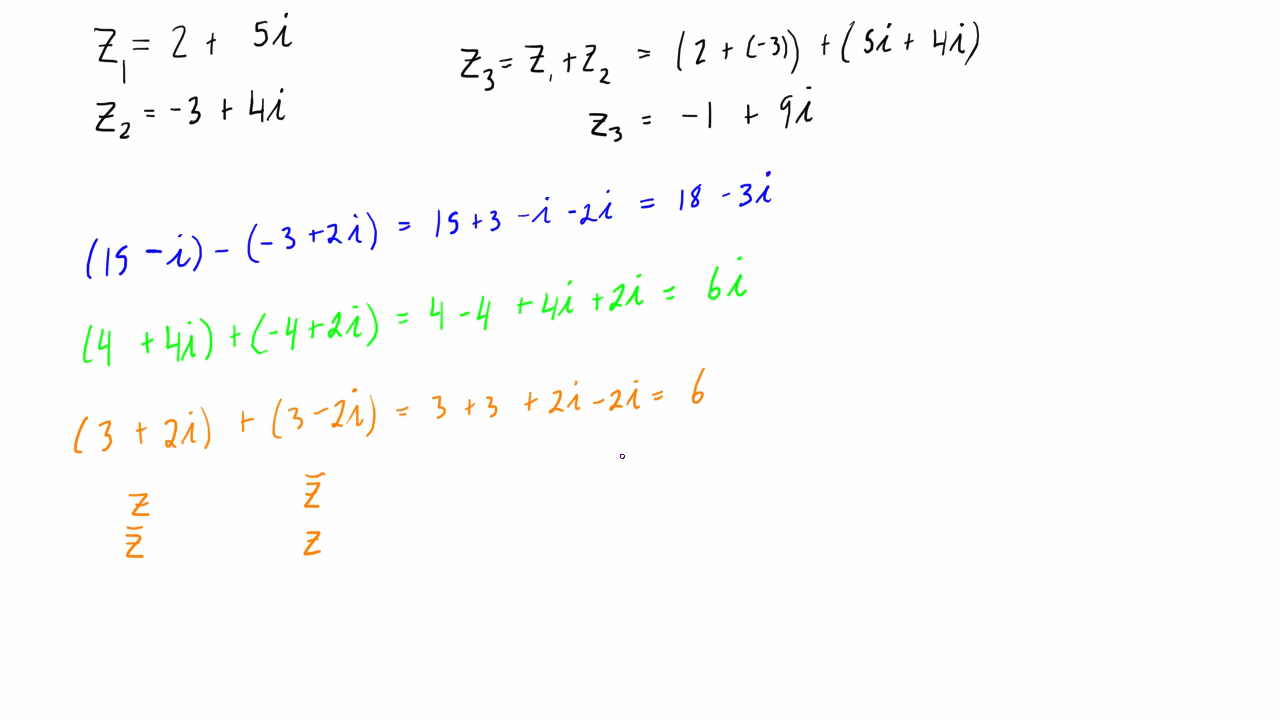 Z₁ = 2 + 5i
Z₂ = -3 + 4i
Z₃ = Z₁ + Z₂ = (2 + (-3)) + (5i + 4i)
Z₃ = -1 + 9i
(15 - i) - (-3 + 2i) = 15 + 3 - i - 2i = 18 - 3i
(4 + 4i) + (-4 + 2i) = 4 - 4 + 4i + 2i = 6i
(3 + 2i) + (3 - 2i) = 3 + 3 + 2i - 2i = 6
Z Z̄
Z̄ Z